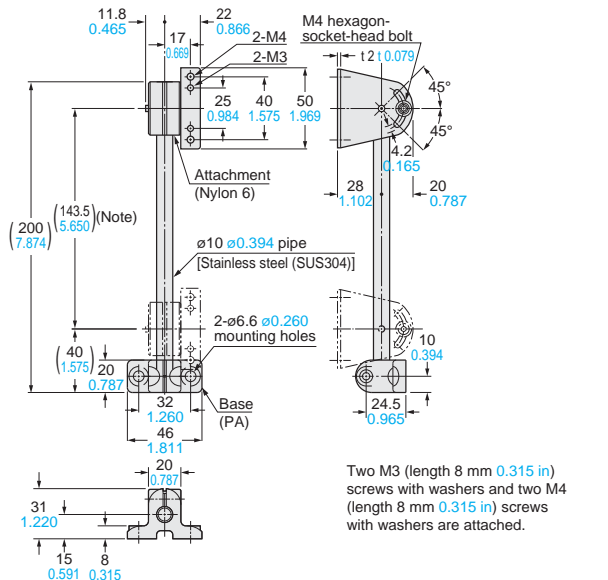 11.8
0.465
22
0.866
17
0.669
2-M4
2-M3
M4 hexagon-
socket-head bolt
t 2 t 0.079
45°
45°
25
0.984
40
1.575
50
1.969
4.2
0.165
Attachment
(Nylon 6)
28
1.102
20
0.787
(200
7.874)
(143.5
5.650)(Note)
ø10 ø0.394 pipe
[Stainless steel (SUS304)]
2-ø6.6 ø0.260
mounting holes
(40
1.575)
20
0.787
10
0.394
32
1.260
46
1.811
Base
(PA)
24.5
0.965
20
0.787
31
1.220
15
0.591
8
0.315
Two M3 (length 8 mm 0.315 in)
screws with washers and two M4
(length 8 mm 0.315 in) screws
with washers are attached.